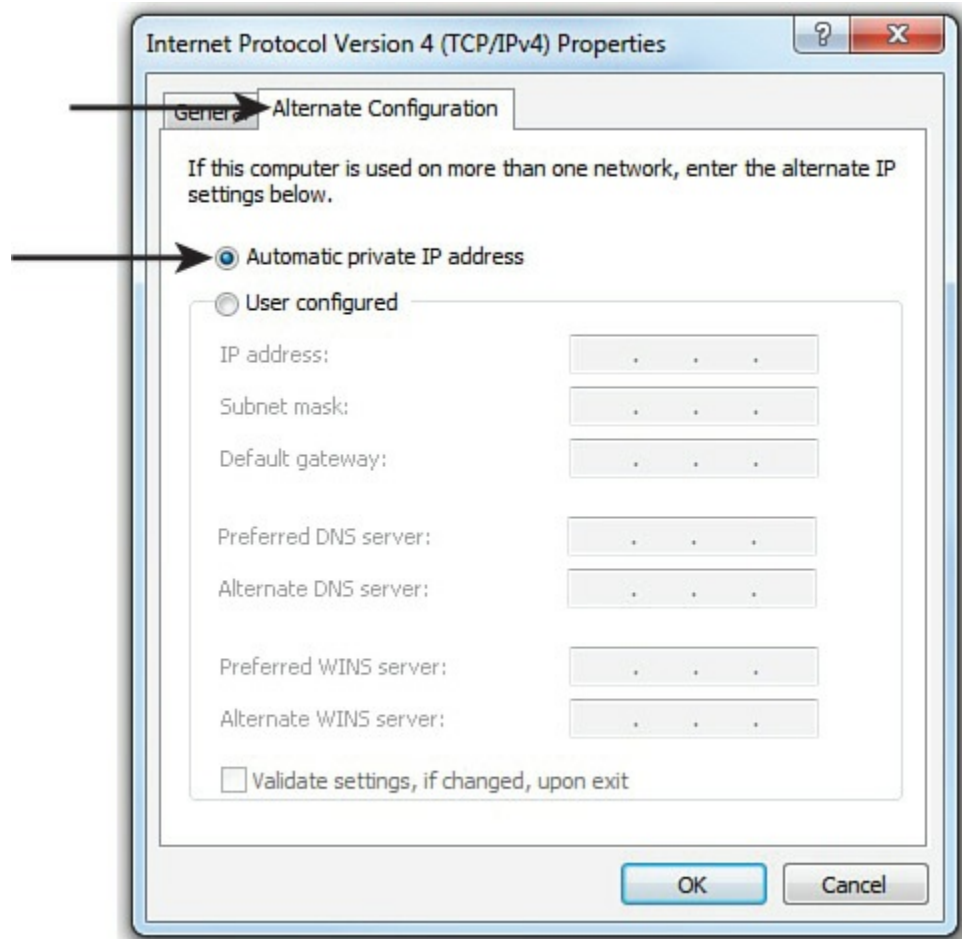 Internet Protocol Version 4 (TCP/IPv4) Properties
General
Alternate Configuration
If this computer is used on more than one network, enter the alternate IP
settings below.
Automatic private IP address
User configured
IP address:
Subnet mask:
Default gateway:
Preferred DNS server:
Alternate DNS server:
Preferred WINS server:
Alternate WINS server:
Validate settings, if changed, upon exit
OK
Cancel